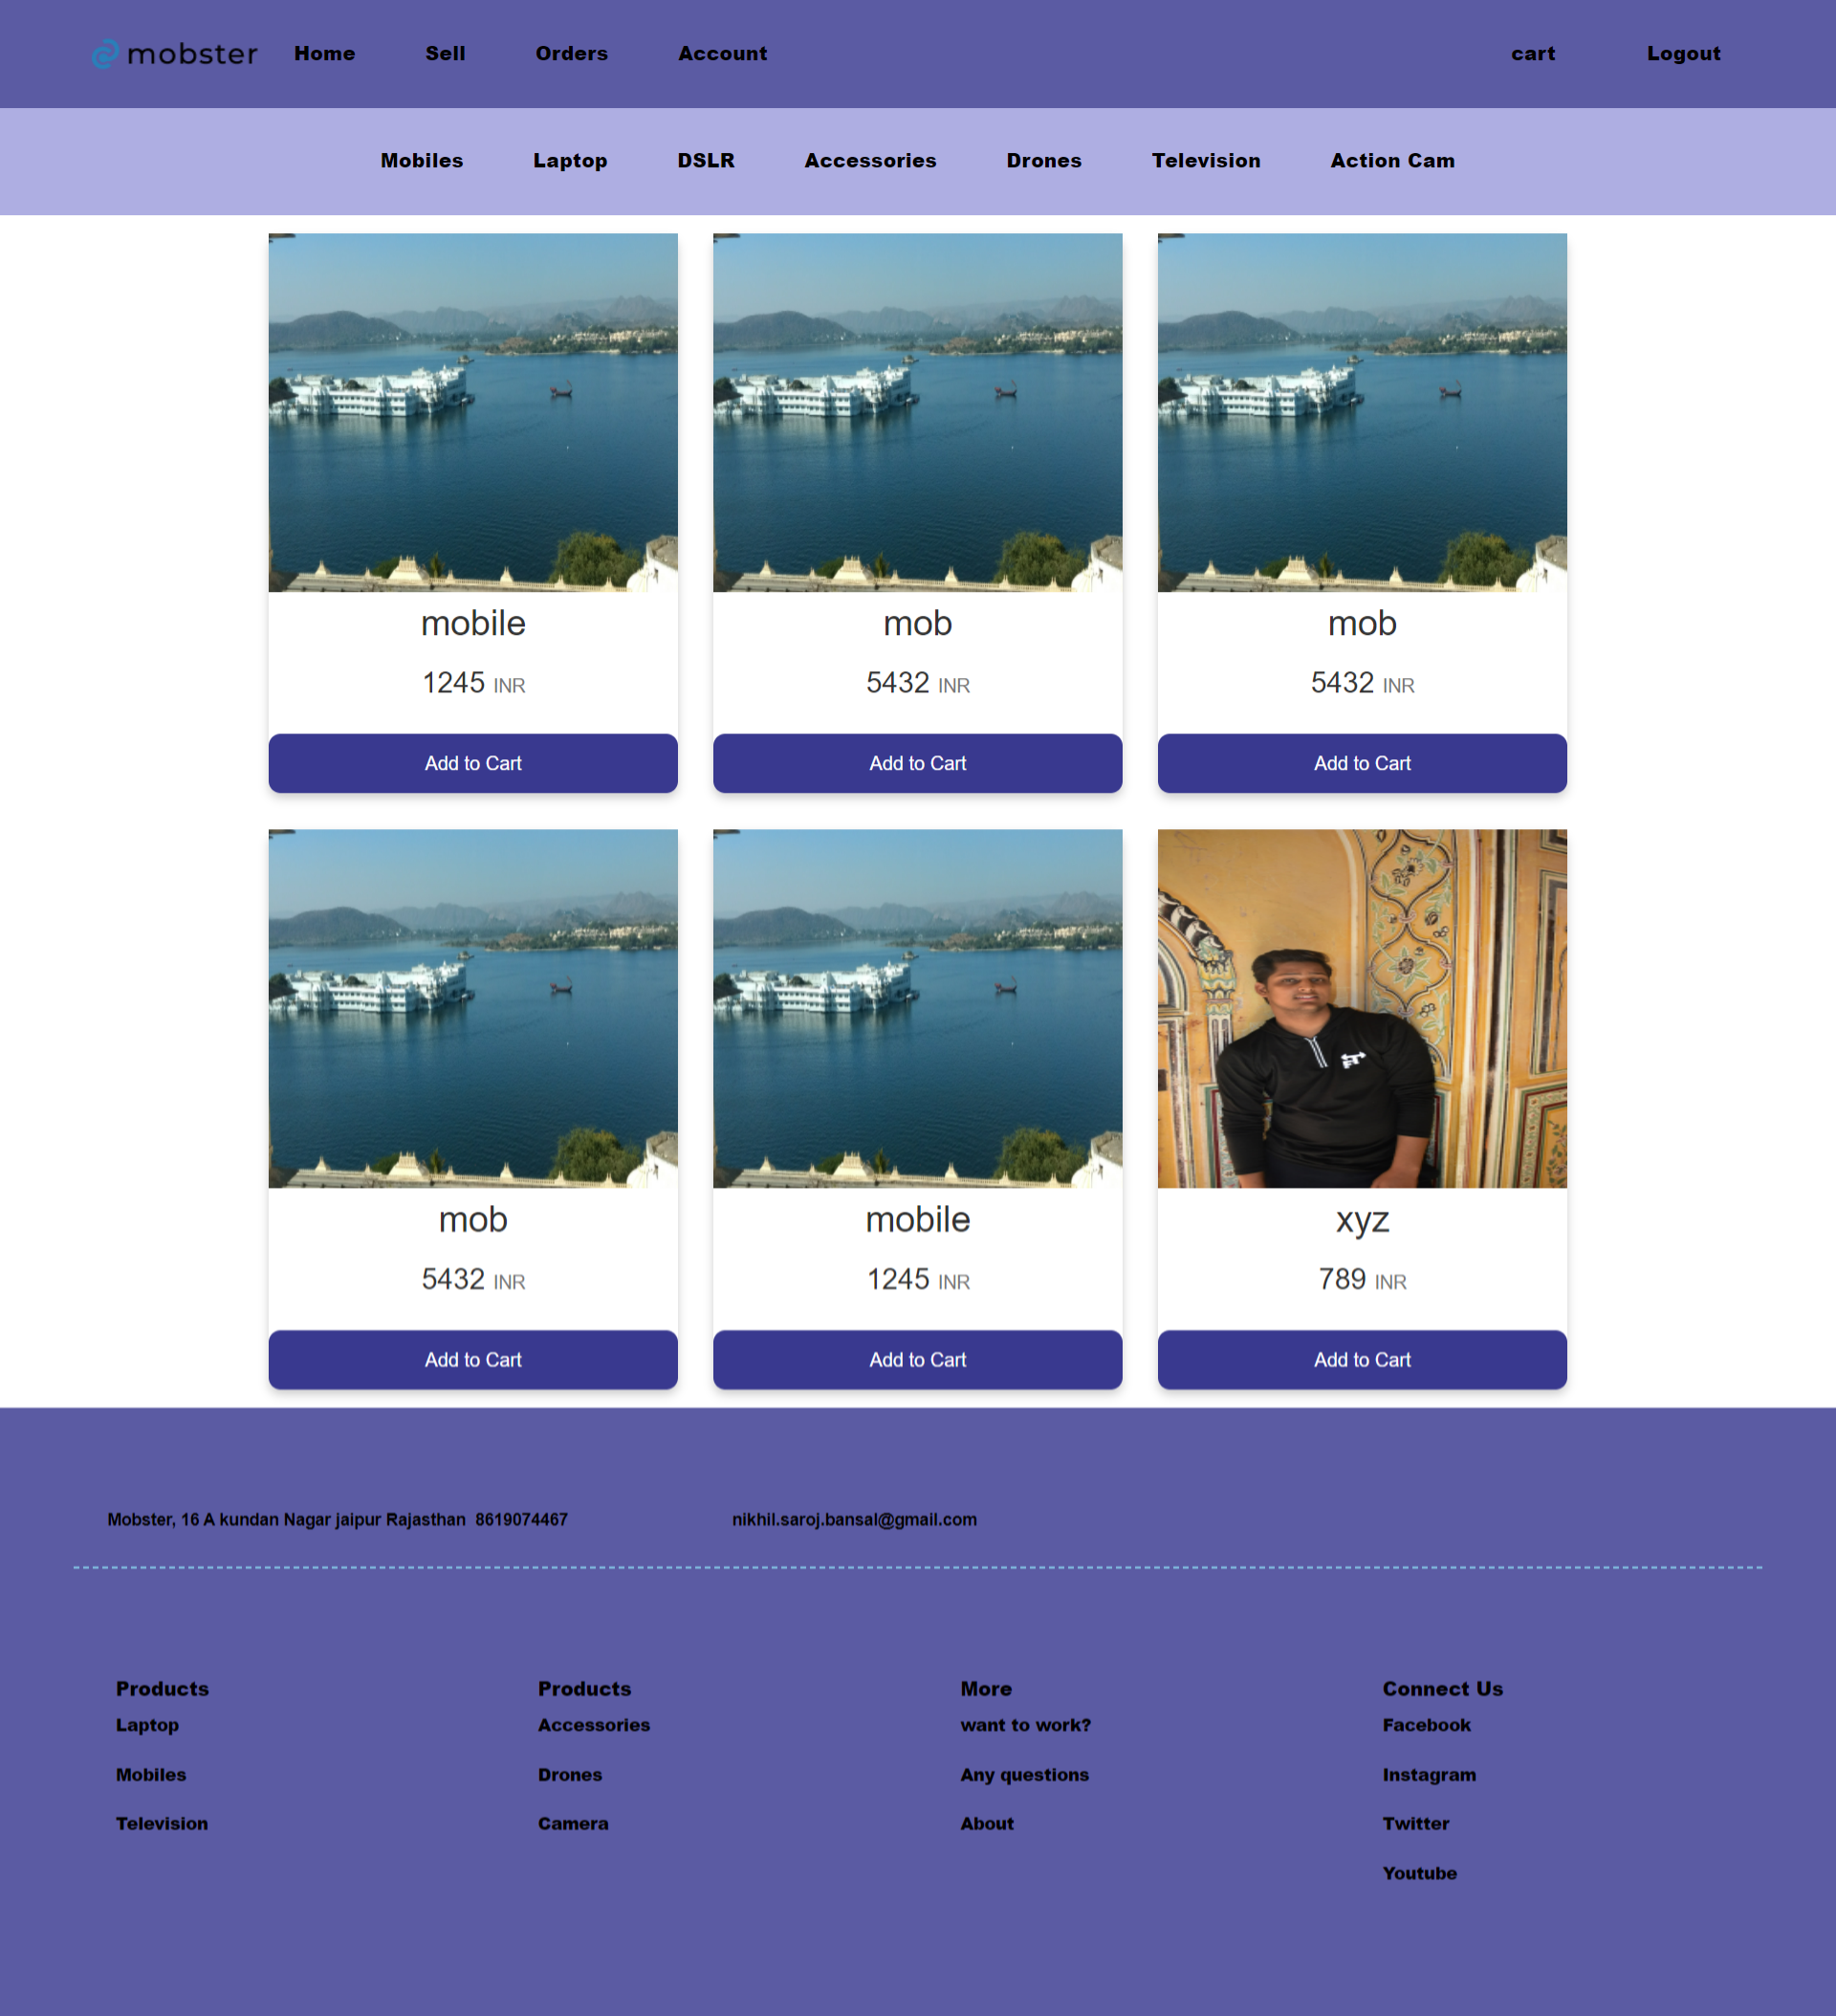 mobster Home Sell Orders Account cart Logout
Mobiles Laptop DSLR Accessories Drones Television Action Cam
mobile mob mob
1245 INR 5432 INR 5432 INR
Add to Cart Add to Cart Add to Cart
mob mobile xyz
5432 INR 1245 INR 789 INR
Add to Cart Add to Cart Add to Cart
Mobster, 16 A kundan Nagar jaipur Rajasthan 8619074467 nikhil.saroj.bansal@gmail.com
Products Products More Connect Us
Laptop Accessories want to work? Facebook
Mobiles Drones Any questions Instagram
Television Camera About Twitter
Youtube